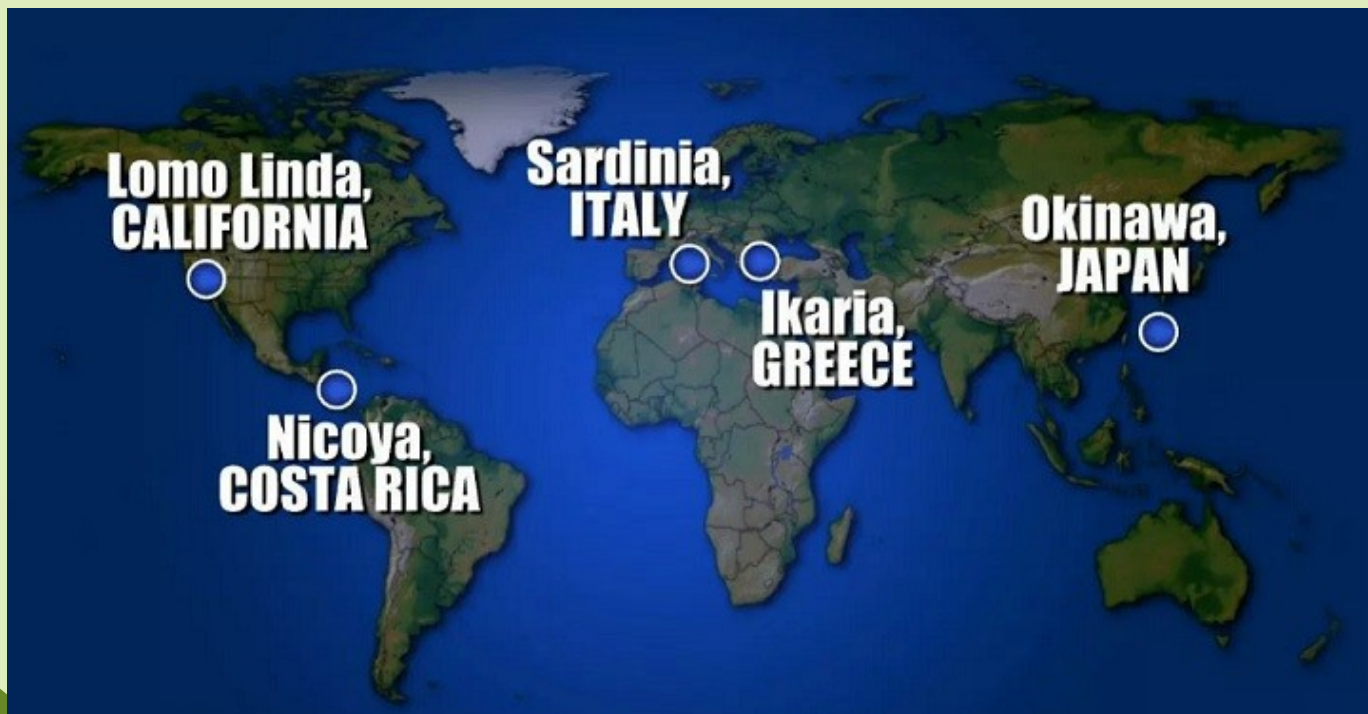 Lomo Linda,
CALIFORNIA
Sardinia,
ITALY
Okinawa,
JAPAN
Ikaria,
GREECE
Nicoya,
COSTA RICA